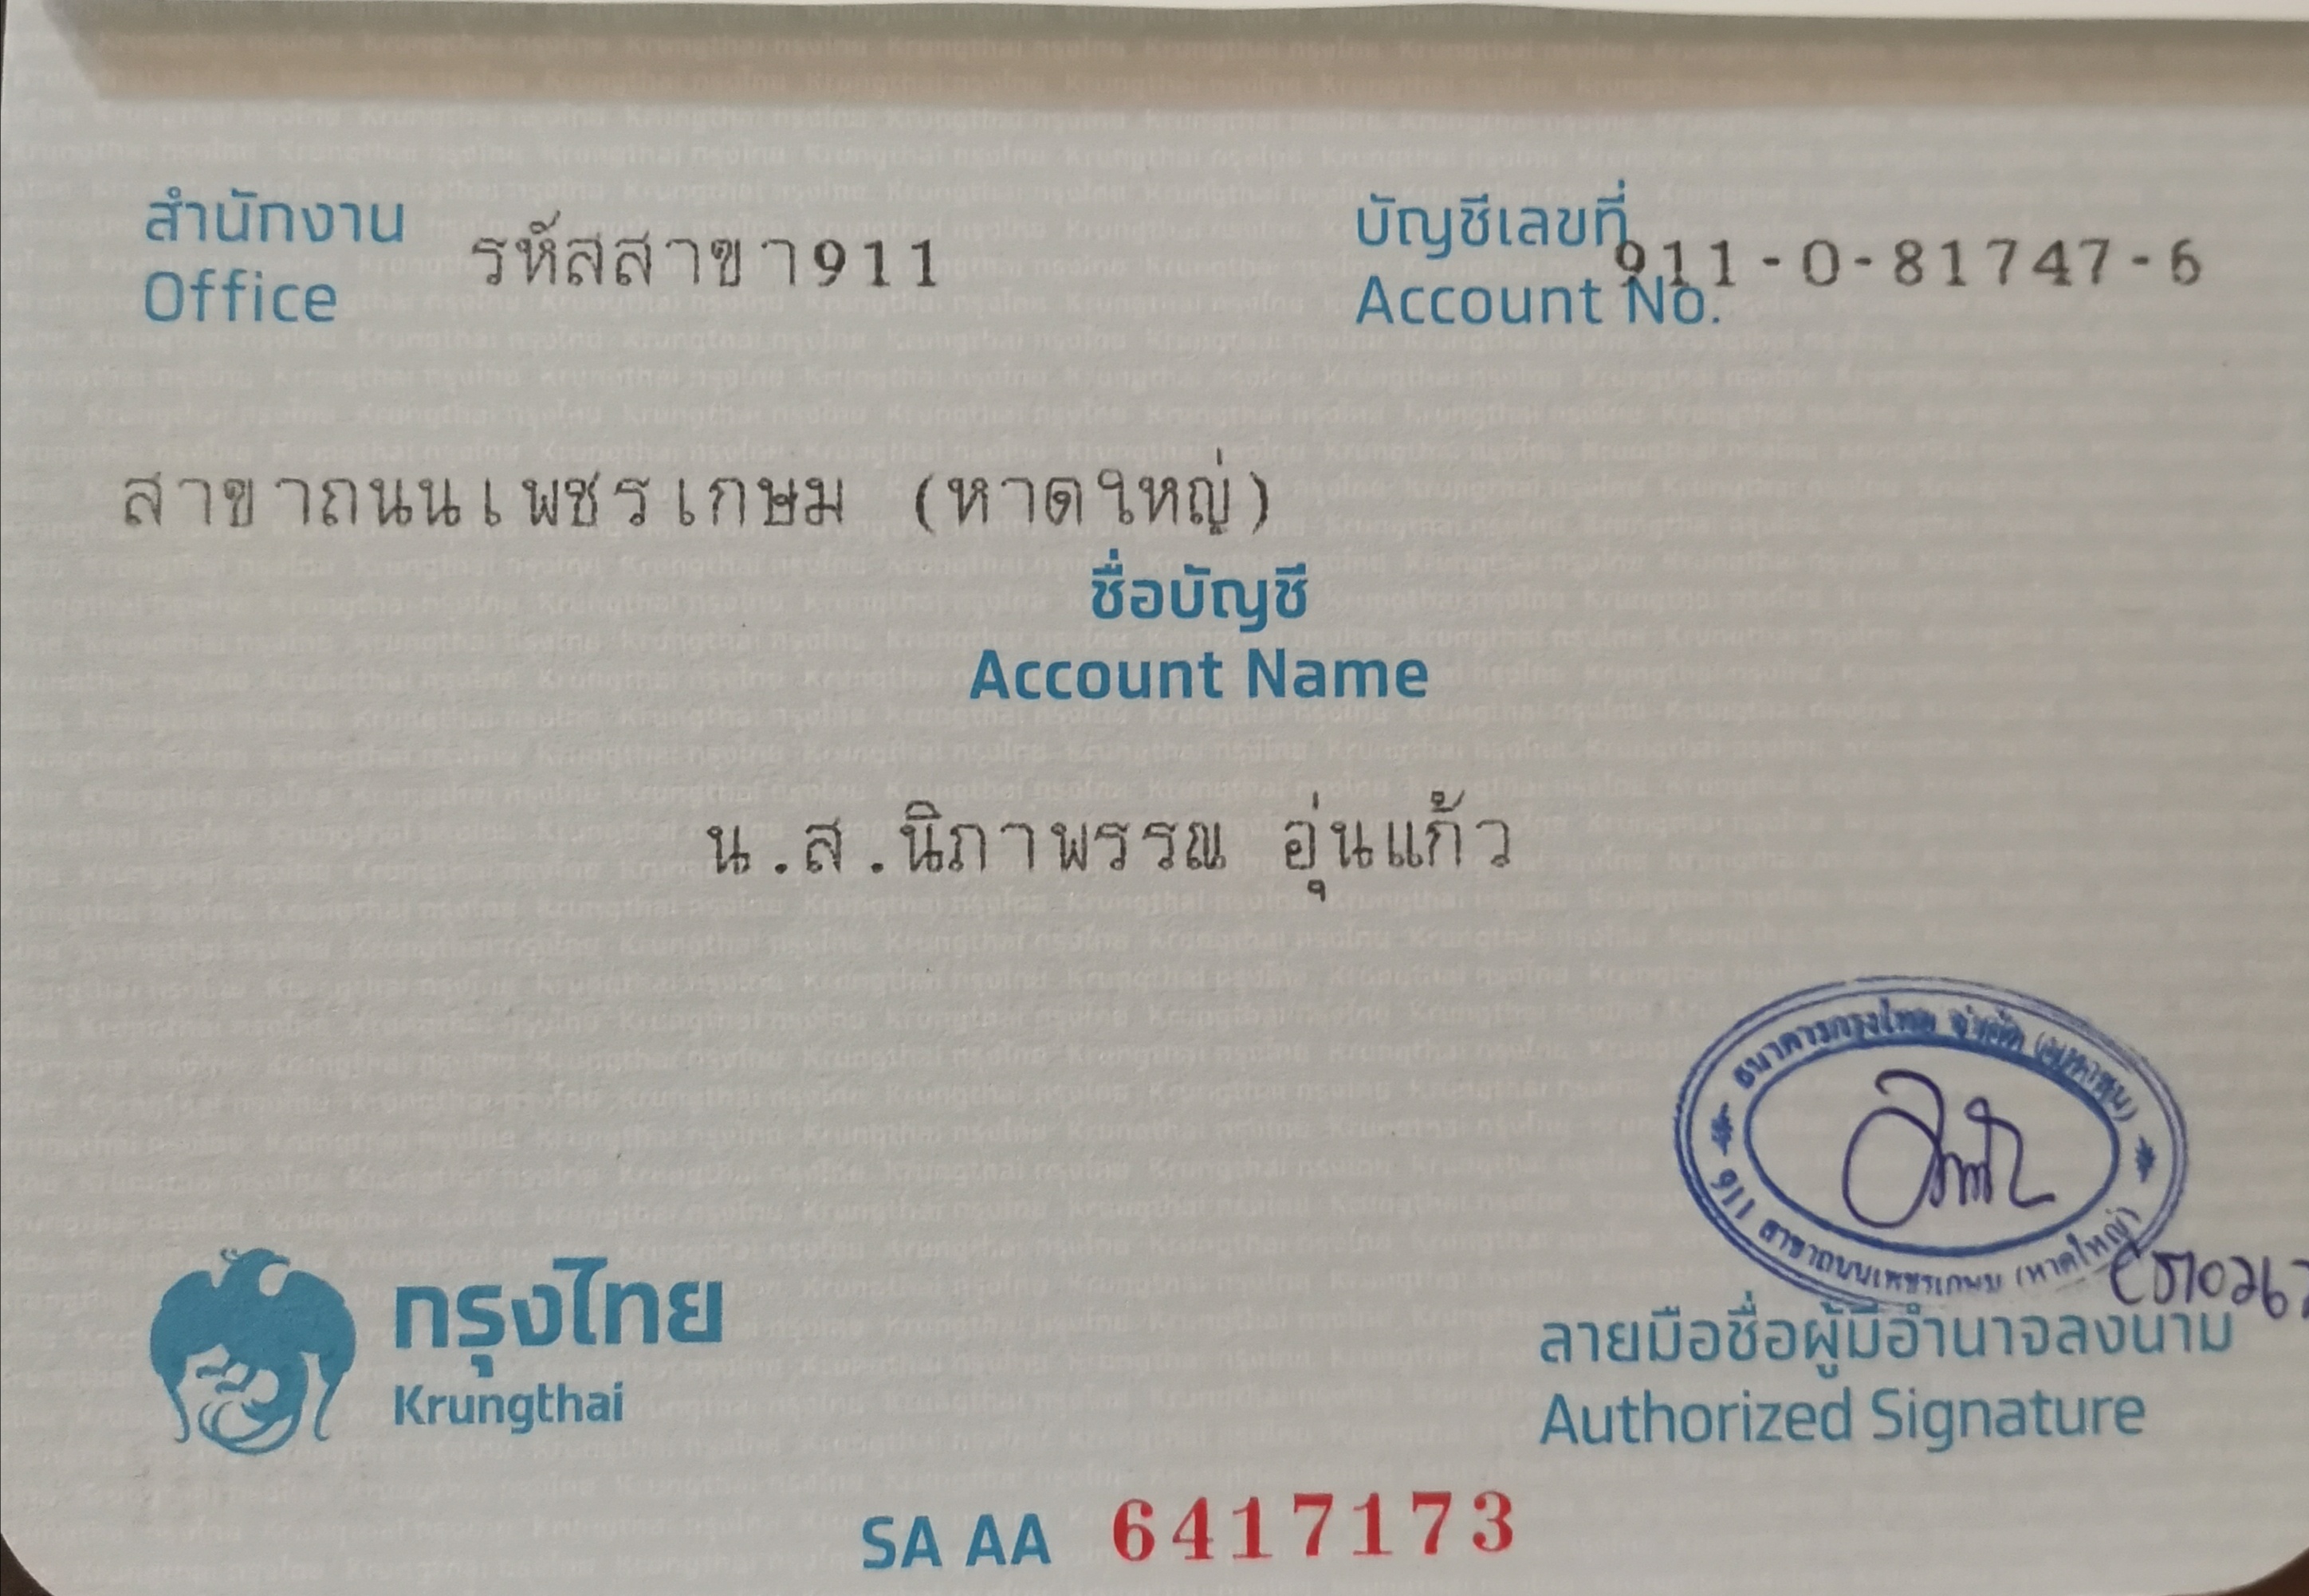 สำนักงาน
Office
รหัสสาขา911
บัญชีเลขที่
Account No.
911-0-81747-6
สาขาถนนเพชรเกษม (หาดใหญ่)
ชื่อบัญชี
Account Name
น.ส.นิภาพรรณ อุ่นแก้ว
ธนาคารกรุงไทย จำกัด (มหาชน)
911 สาขาถนนเพชรเกษม (หาดใหญ่)
กรุงไทย
Krungthai
ลายมือชื่อผู้มีอำนาจลงนาม
Authorized Signature
SA AA 6417173